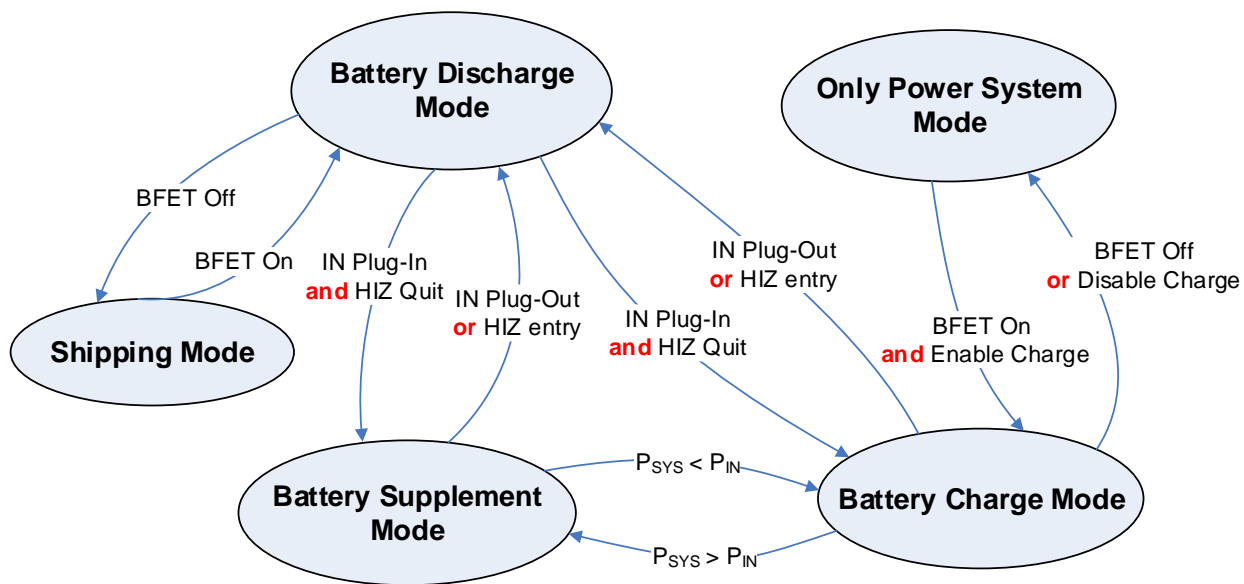 Battery Discharge
Mode
Only Power System
Mode
BFET Off
BFET On
IN Plug-In
and HIZ Quit
IN Plug-Out
or HIZ entry
IN Plug-In
and HIZ Quit
IN Plug-Out
or HIZ entry
BFET Off
or Disable Charge
BFET On
and Enable Charge
Shipping Mode
Battery Supplement
Mode
PSYS < PIN
PSYS > PIN
Battery Charge Mode